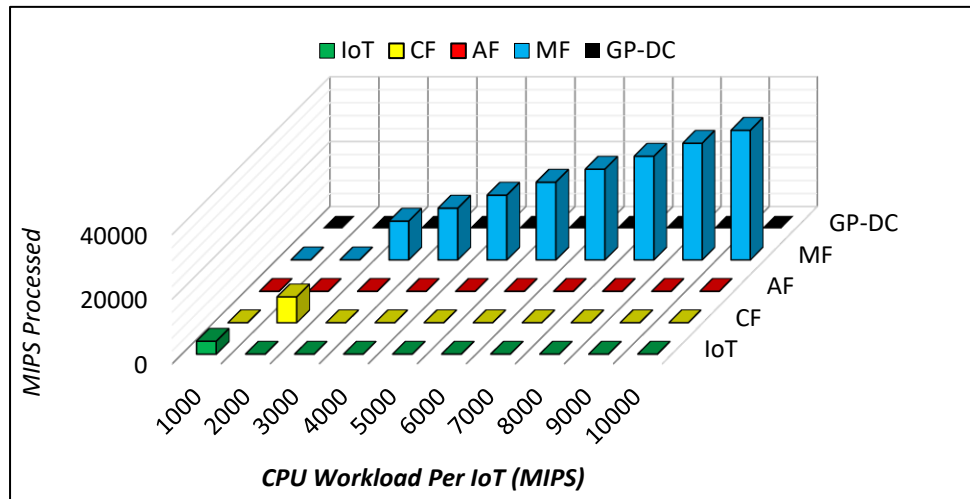 IoT CF AF MF GP-DC
MIPS Processed
40000
20000
0
GP-DC
MF
AF
CF
IoT
1000 2000 3000 4000 5000 6000 7000 8000 9000 10000
CPU Workload Per IoT (MIPS)